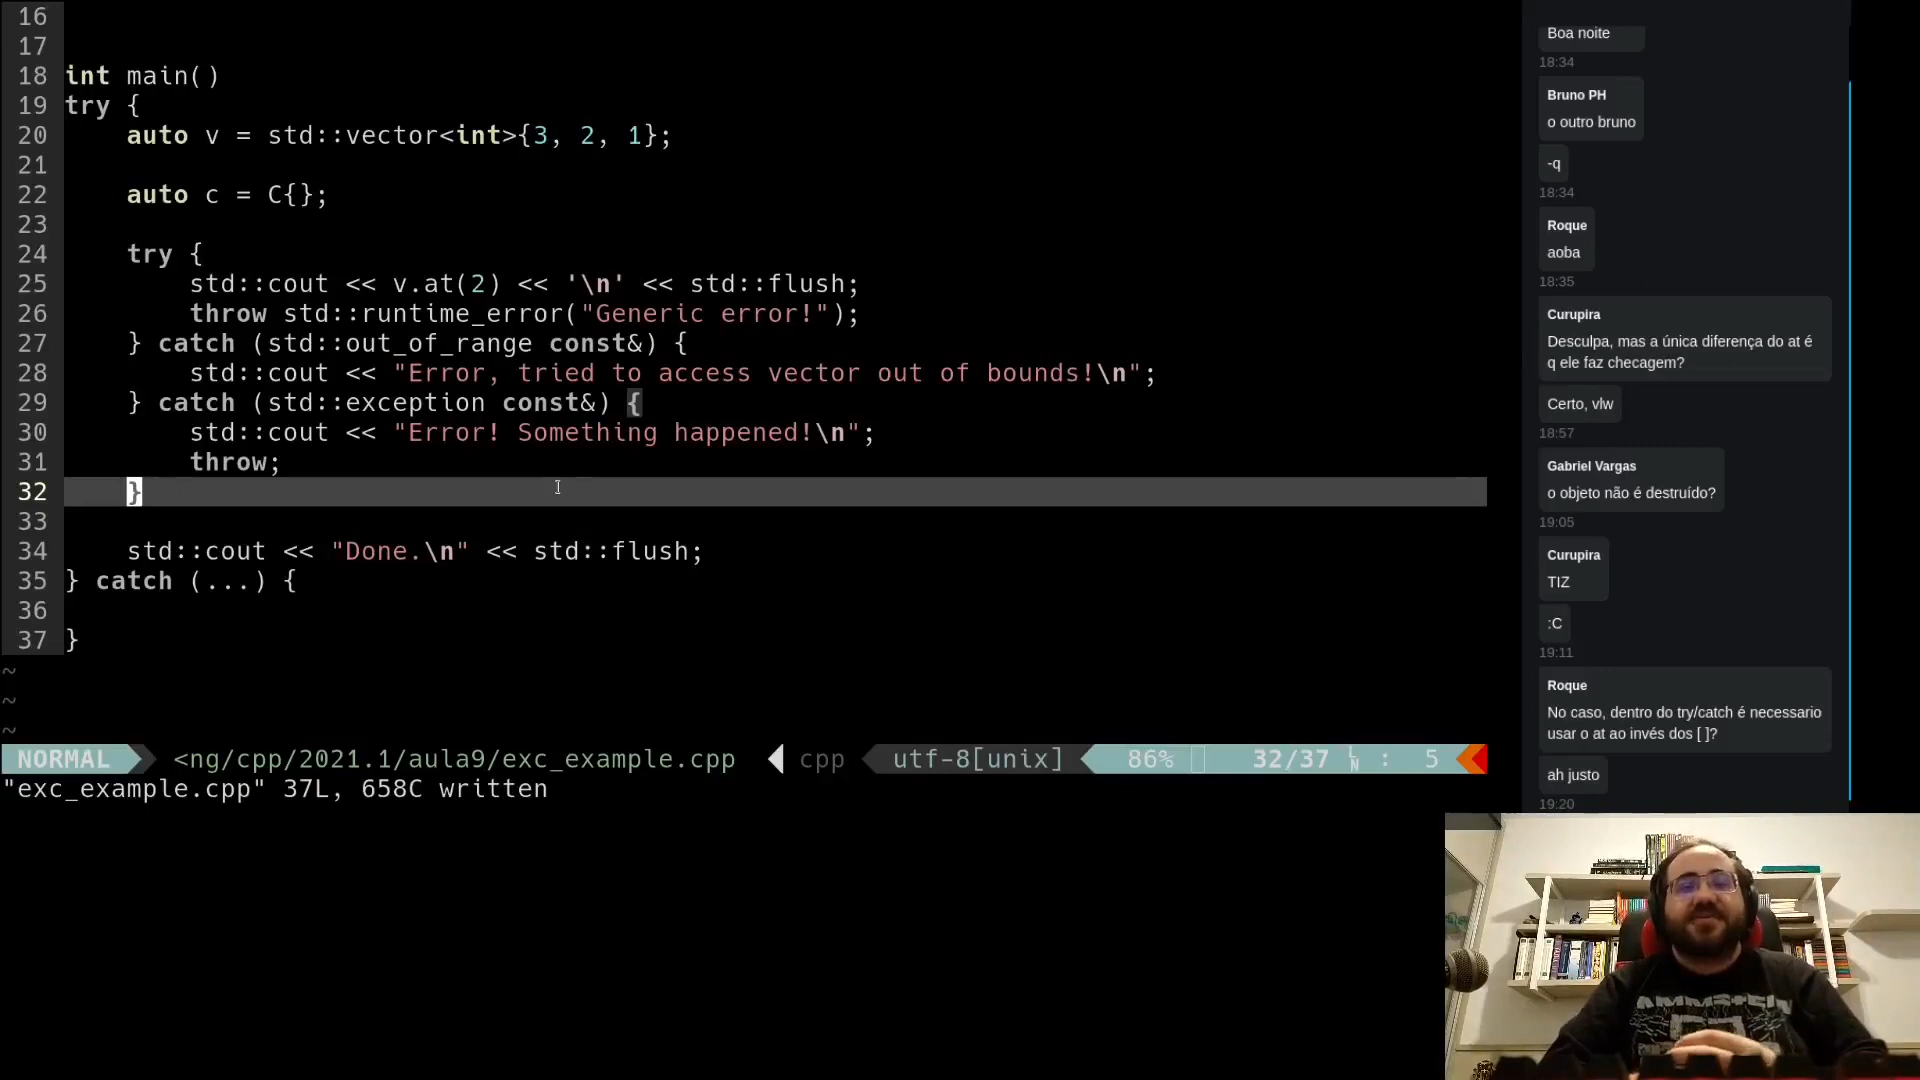 16
17
18 int main()
19 try {
20     auto v = std::vector<int>{3, 2, 1};
21
22     auto c = C{};
23
24     try {
25         std::cout << v.at(2) << '\n' << std::flush;
26         throw std::runtime_error("Generic error!");
27     } catch (std::out_of_range const&) {
28         std::cout << "Error, tried to access vector out of bounds!\n";
29     } catch (std::exception const&) {
30         std::cout << "Error! Something happened!\n";
31         throw;
32     }
33
34     std::cout << "Done.\n" << std::flush;
35 } catch (...) {
36
37 }
~
~
~
NORMAL <ng/cpp/2021.1/aula9/exc_example.cpp cpp utf-8[unix] 86% 32/37 LN : 5
"exc_example.cpp" 37L, 658C written
Boa noite
18:34
Bruno PH
o outro bruno
-q
18:34
Roque
aoba
18:35
Curupira
Desculpa, mas a única diferença do at é
q ele faz checagem?
Certo, vlw
18:57
Gabriel Vargas
o objeto não é destruído?
19:05
Curupira
TIZ
:C
19:11
Roque
No caso, dentro do try/catch é necessario
usar o at ao invés dos [ ]?
ah justo
19:20